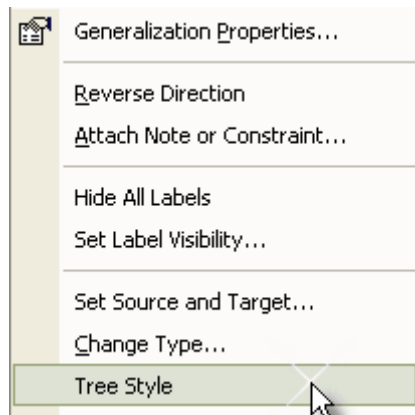 Generalization Properties...
Reverse Direction
Attach Note or Constraint...
Hide All Labels
Set Label Visibility...
Set Source and Target...
Change Type...
Tree Style